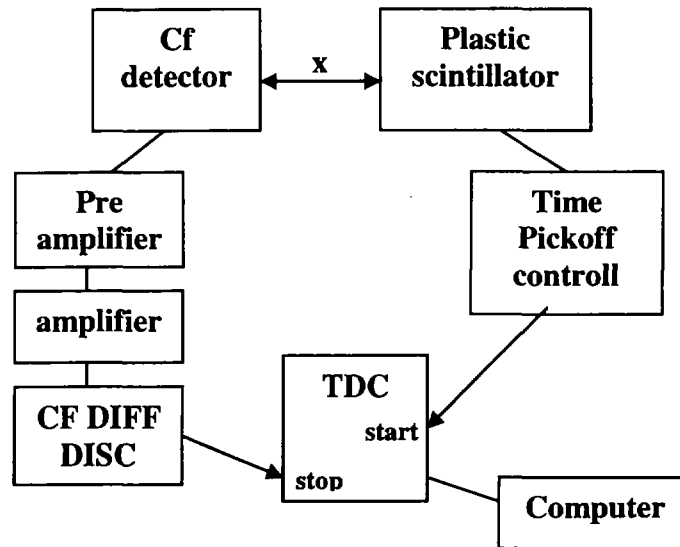 Cf
detector
x
Plastic
scintillator
Pre
amplifier
Time
Pickoff
controll
amplifier
CF DIFF
DISC
TDC
start
stop
Computer